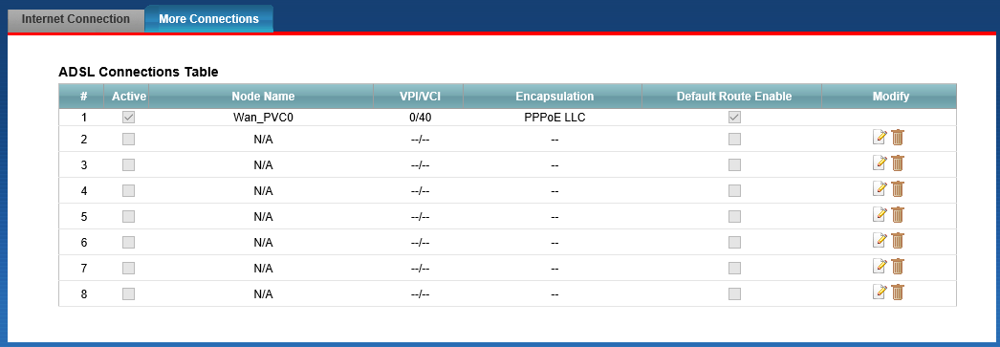 Internet Connection More Connections
ADSL Connections Table
# Active Node Name VPI/VCI Encapsulation Default Route Enable Modify
1 Wan_PVC0 0/40 PPPoE LLC
2 N/A --/-- --
3 N/A --/-- --
4 N/A --/-- --
5 N/A --/-- --
6 N/A --/-- --
7 N/A --/-- --
8 N/A --/-- --